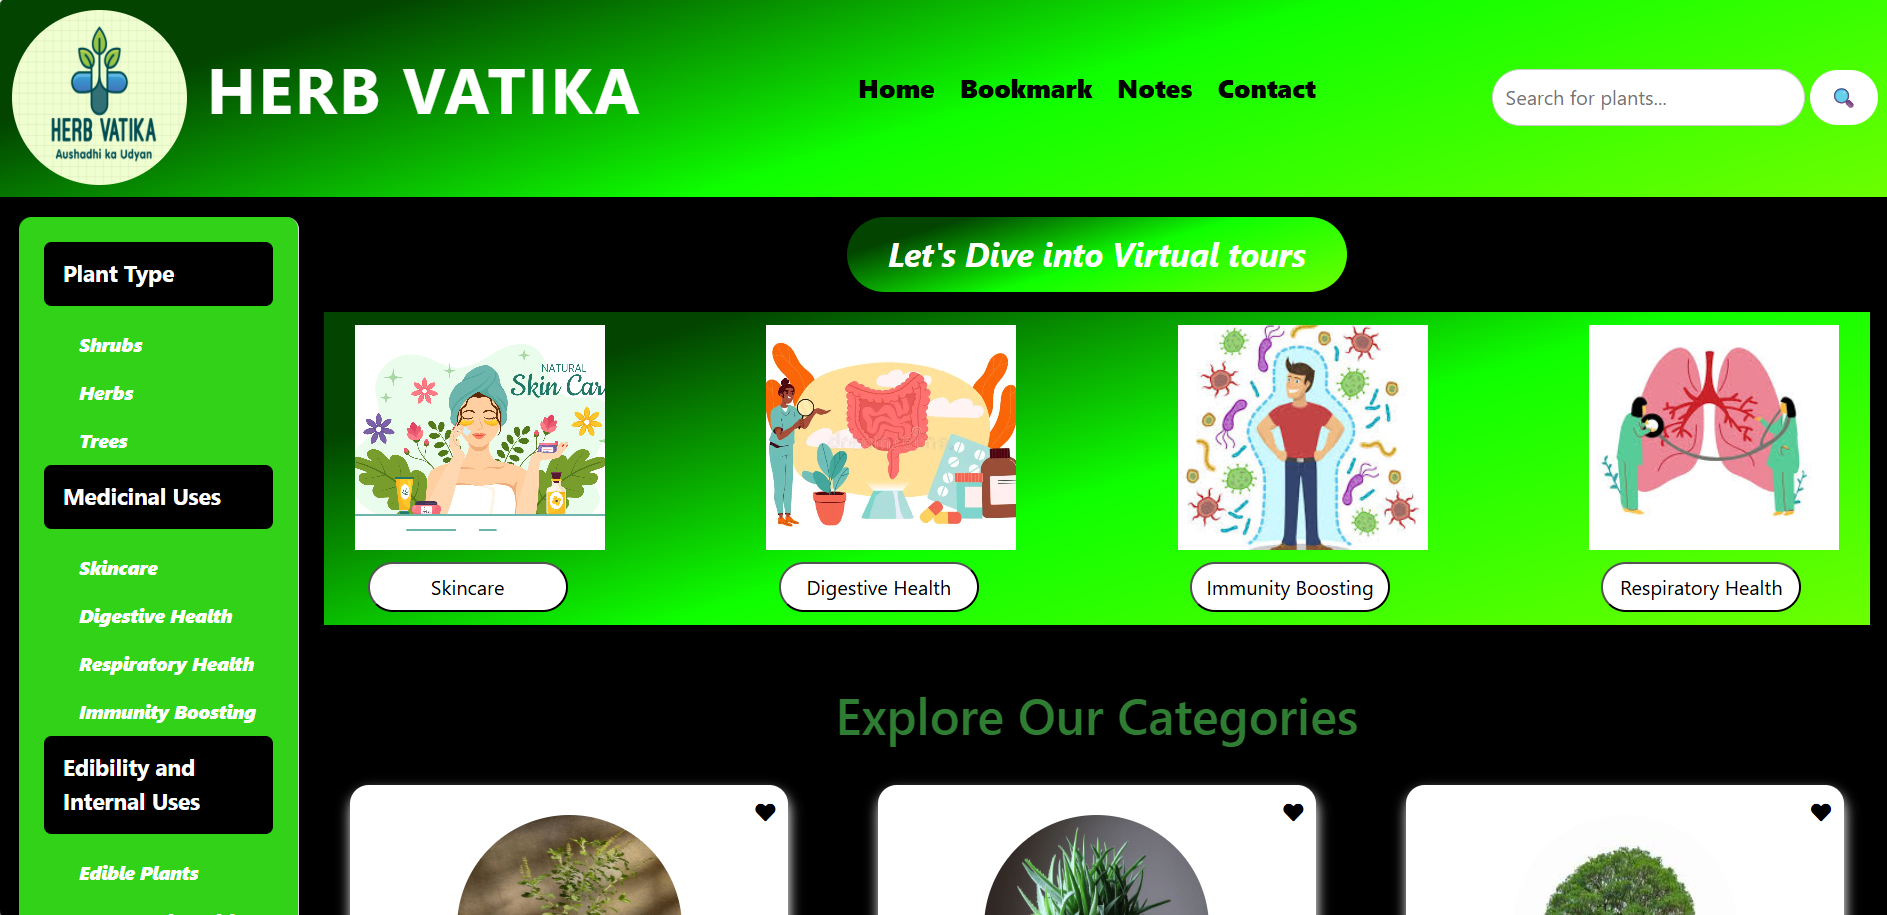 HERB VATIKA
Aushadhi ka Udyan
HERB VATIKA
Home Bookmark Notes Contact
Search for plants...
Plant Type
Shrubs
Herbs
Trees
Medicinal Uses
Skincare
Digestive Health
Respiratory Health
Immunity Boosting
Edibility and
Internal Uses
Edible Plants
Let's Dive into Virtual tours
NATURAL
Skin Car
Skincare
Digestive Health
Immunity Boosting
Respiratory Health
Explore Our Categories